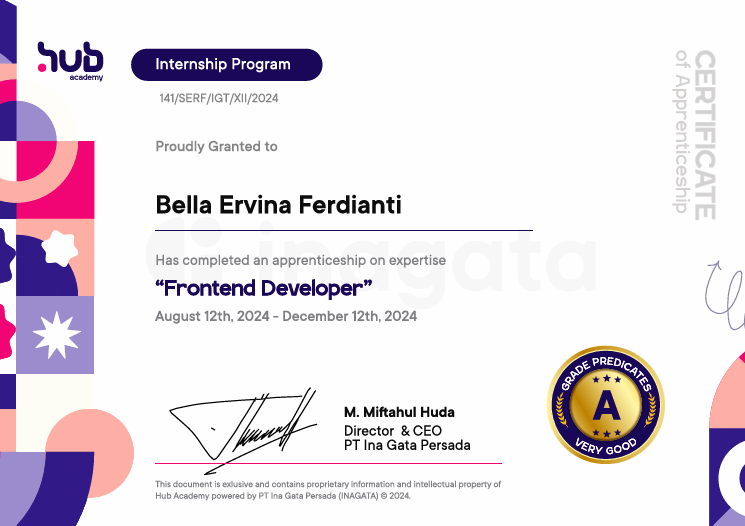 hub
academy
Internship Program
141/SERF/IGT/XII/2024
CERTIFICATE
of Apprenticeship
Proudly Granted to
Bella Ervina Ferdianti
inagata
Has completed an apprenticeship on expertise
“Frontend Developer”
August 12th, 2024 - December 12th, 2024
GRADE PREDICATES
A
VERY GOOD
M. Miftahul Huda
Director & CEO
PT Ina Gata Persada
This document is exlusive and contains proprietary information and intellectual property of
Hub Academy powered by PT Ina Gata Persada (INAGATA) © 2024.